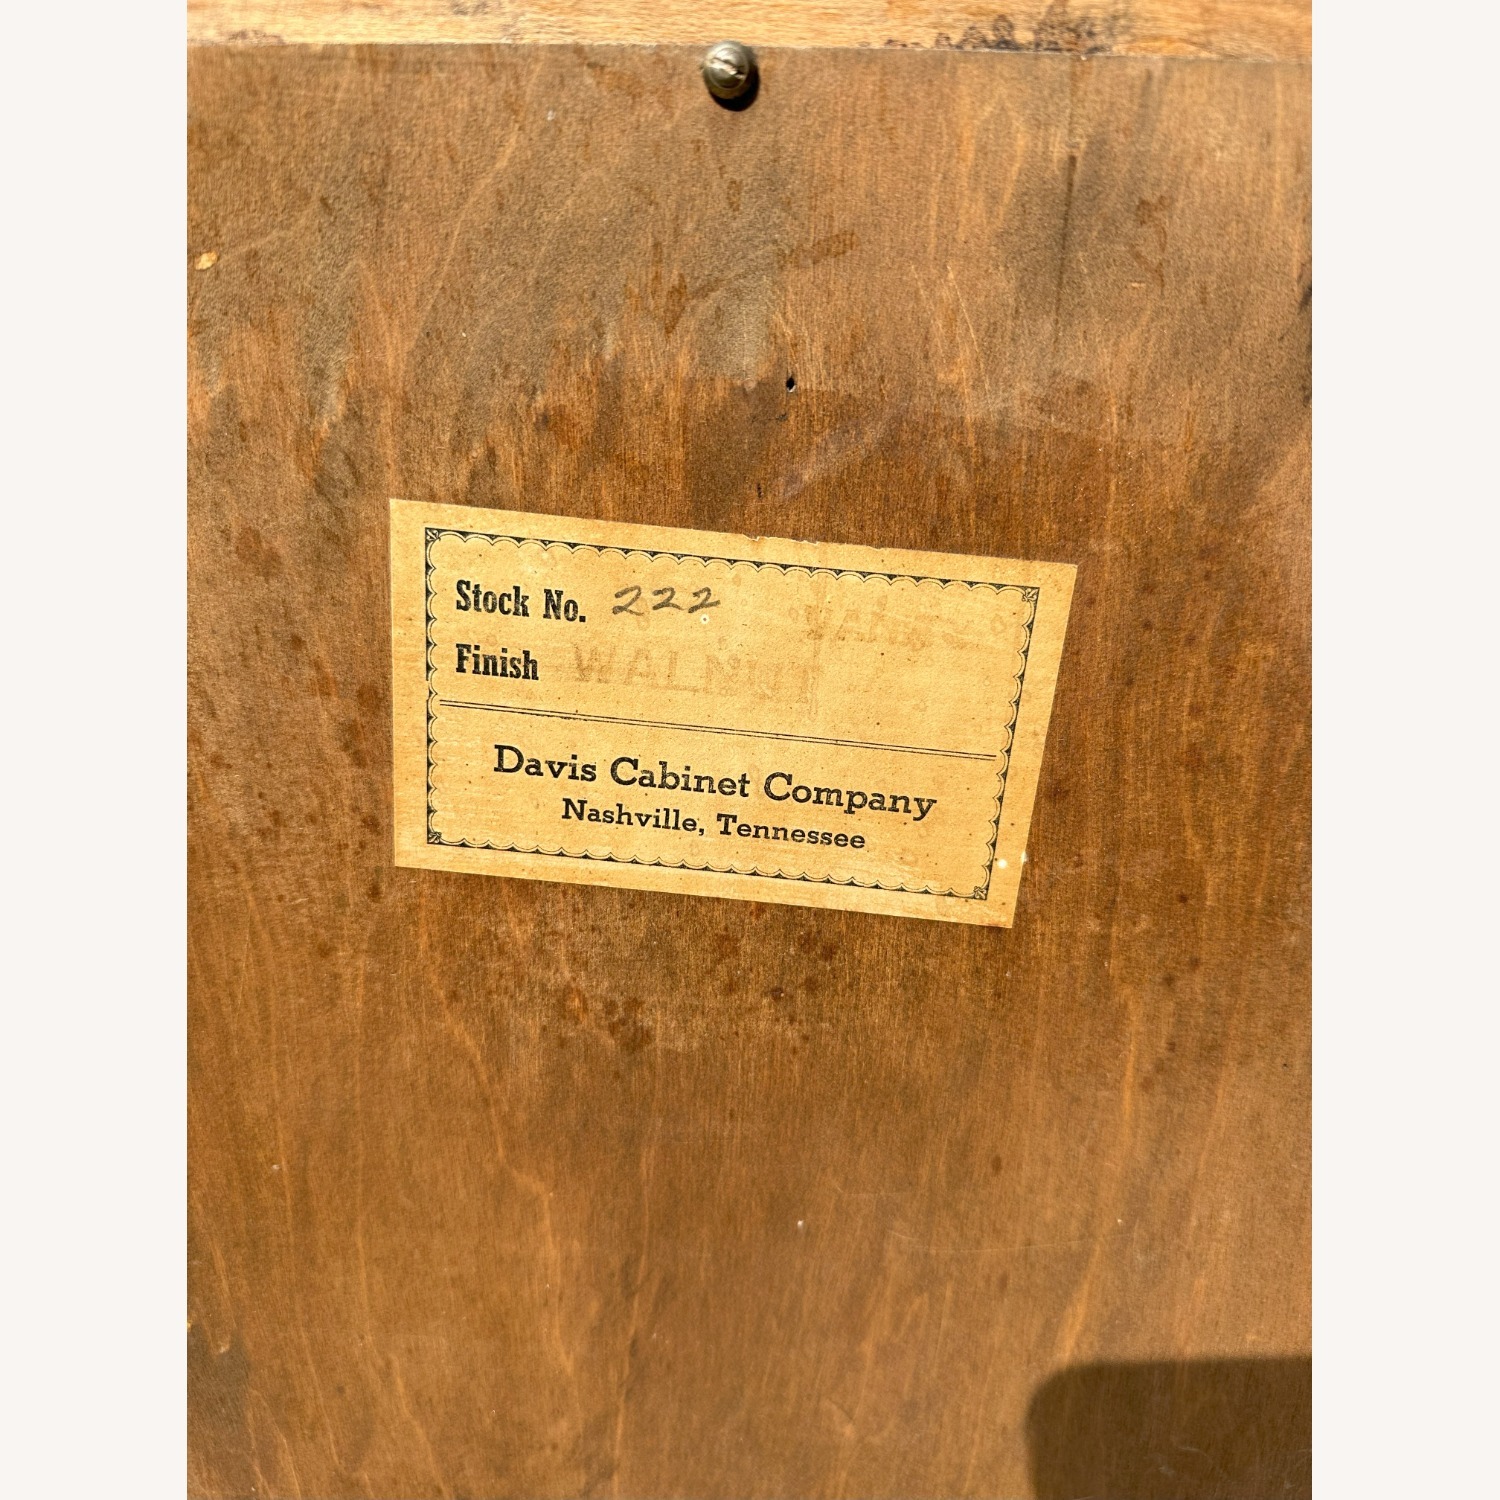 Stock No. 222
Finish WALNUT
Davis Cabinet Company
Nashville, Tennessee